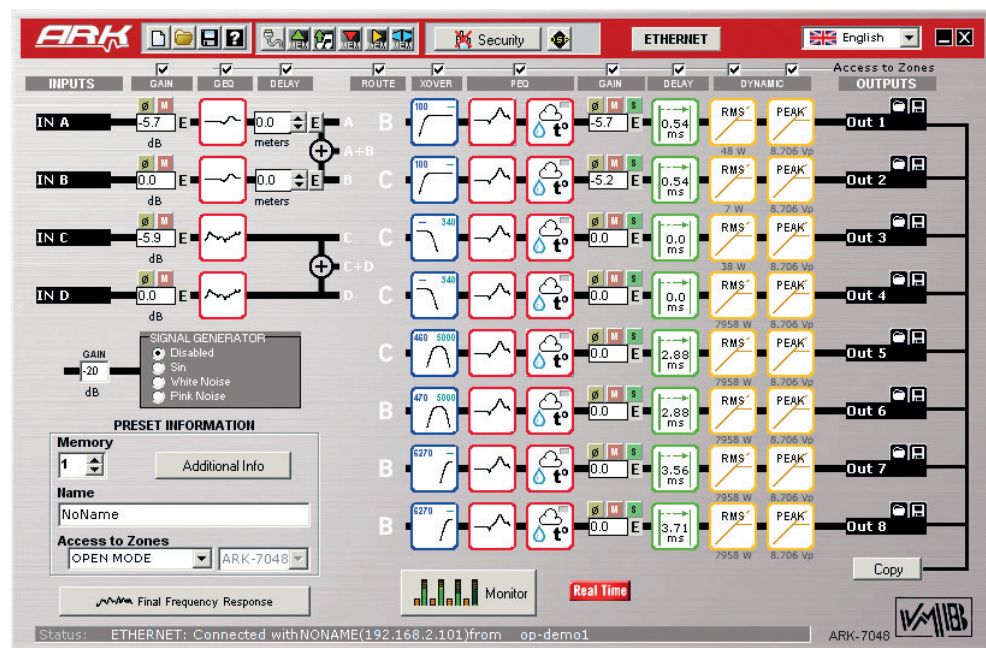 ARK ? MEM MEM MEM MEM Security DSP ETHERNET English
Access to Zones
INPUTS GAIN GEQ DELAY ROUTE XOVER PEQ GAIN DELAY DYNAMIC OUTPUTS
IN A ø M -5.7 E dB 0.0 E meters A B 100 t° ø M S -5.7 E 0.54 ms RMS 48 W PEAK 8.706 Vp Out 1
A+B
IN B ø M 0.0 E dB 0.0 E meters B C 100 t° ø M S -5.2 E 0.54 ms RMS 7 W PEAK 8.706 Vp Out 2
IN C ø M -5.9 E dB C C 340 t° ø M S 0.0 E 0.0 ms RMS 38 W PEAK 8.706 Vp Out 3
C+D
IN D ø M 0.0 E dB D C 340 t° ø M S 0.0 E 0.0 ms RMS 7958 W PEAK 8.706 Vp Out 4
C 460 5000 t° ø M S 0.0 E 2.88 ms RMS 7958 W PEAK 8.706 Vp Out 5
B 470 5000 t° ø M S 0.0 E 2.88 ms RMS 7958 W PEAK 8.706 Vp Out 6
B 6270 t° ø M S 0.0 E 3.56 ms RMS 7958 W PEAK 8.706 Vp Out 7
B 6270 t° ø M S 0.0 E 3.71 ms RMS 7958 W PEAK 8.706 Vp Out 8
GAIN
-20
dB
SIGNAL GENERATOR
Disabled
Sin
White Noise
Pink Noise
PRESET INFORMATION
Memory
1 Additional Info
Name
NoName
Access to Zones
OPEN MODE ARK-7048
Final Frequency Response
Monitor
Real Time
Copy
Status: ETHERNET: Connected withNONAME(192.168.2.101)from op-demo1
ARK-7048